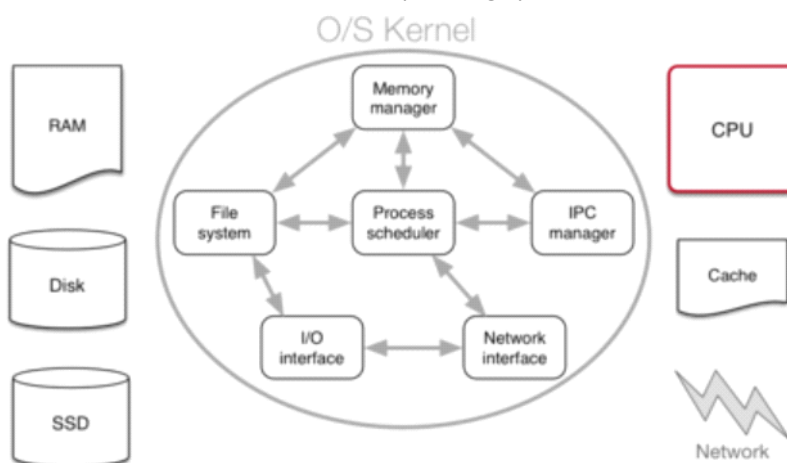 O/S Kernel
Memory
manager
RAM
CPU
File
system
Process
scheduler
IPC
manager
Disk
Cache
I/O
interface
Network
interface
SSD
Network